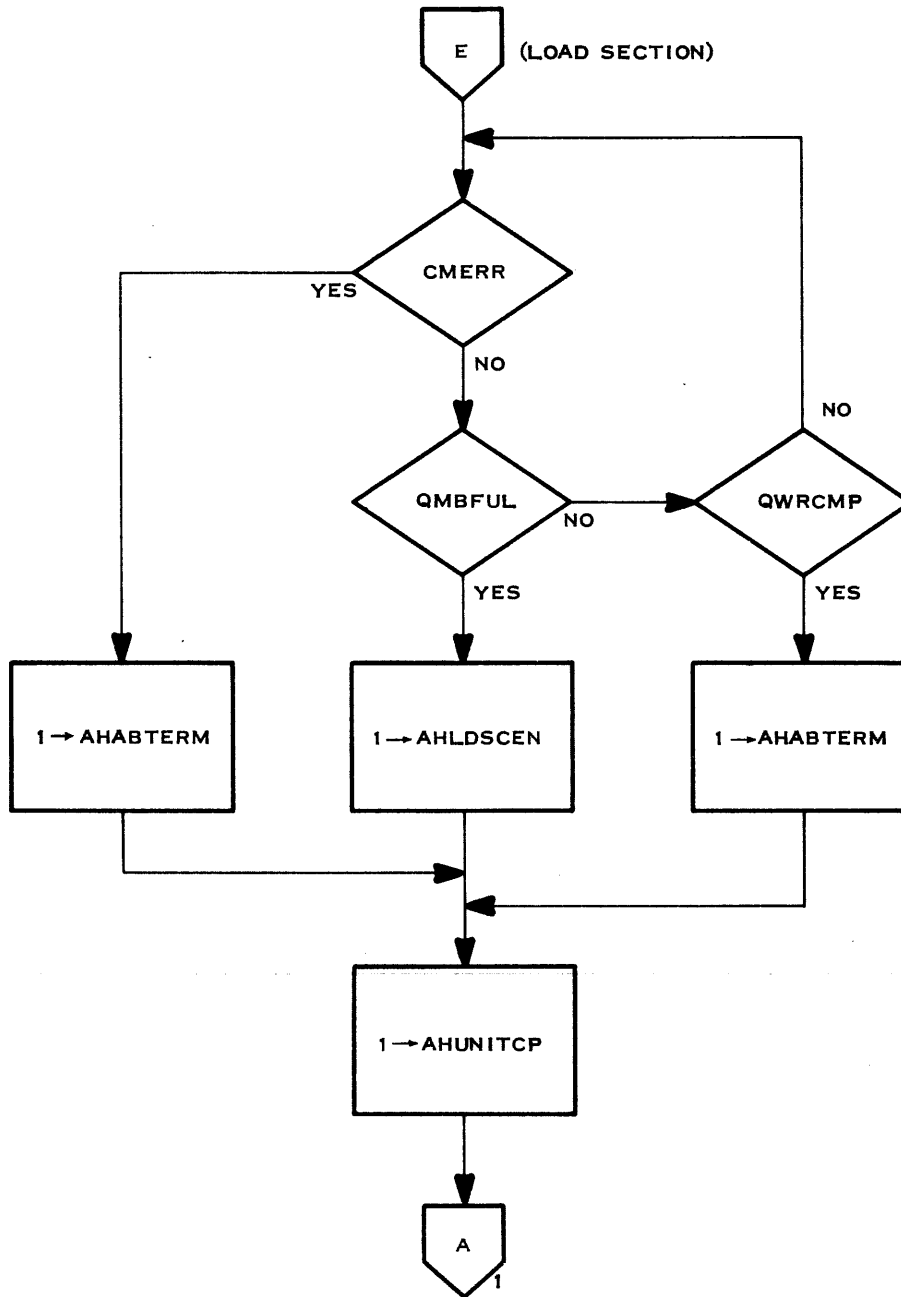 E (LOAD SECTION)
CMERR
YES
NO
NO
QMBFUL
NO
QWRCMP
YES
YES
1 → AHABTERM
1 → AHLDSCEN
1 → AHABTERM
1 → AHUNITCP
A
1